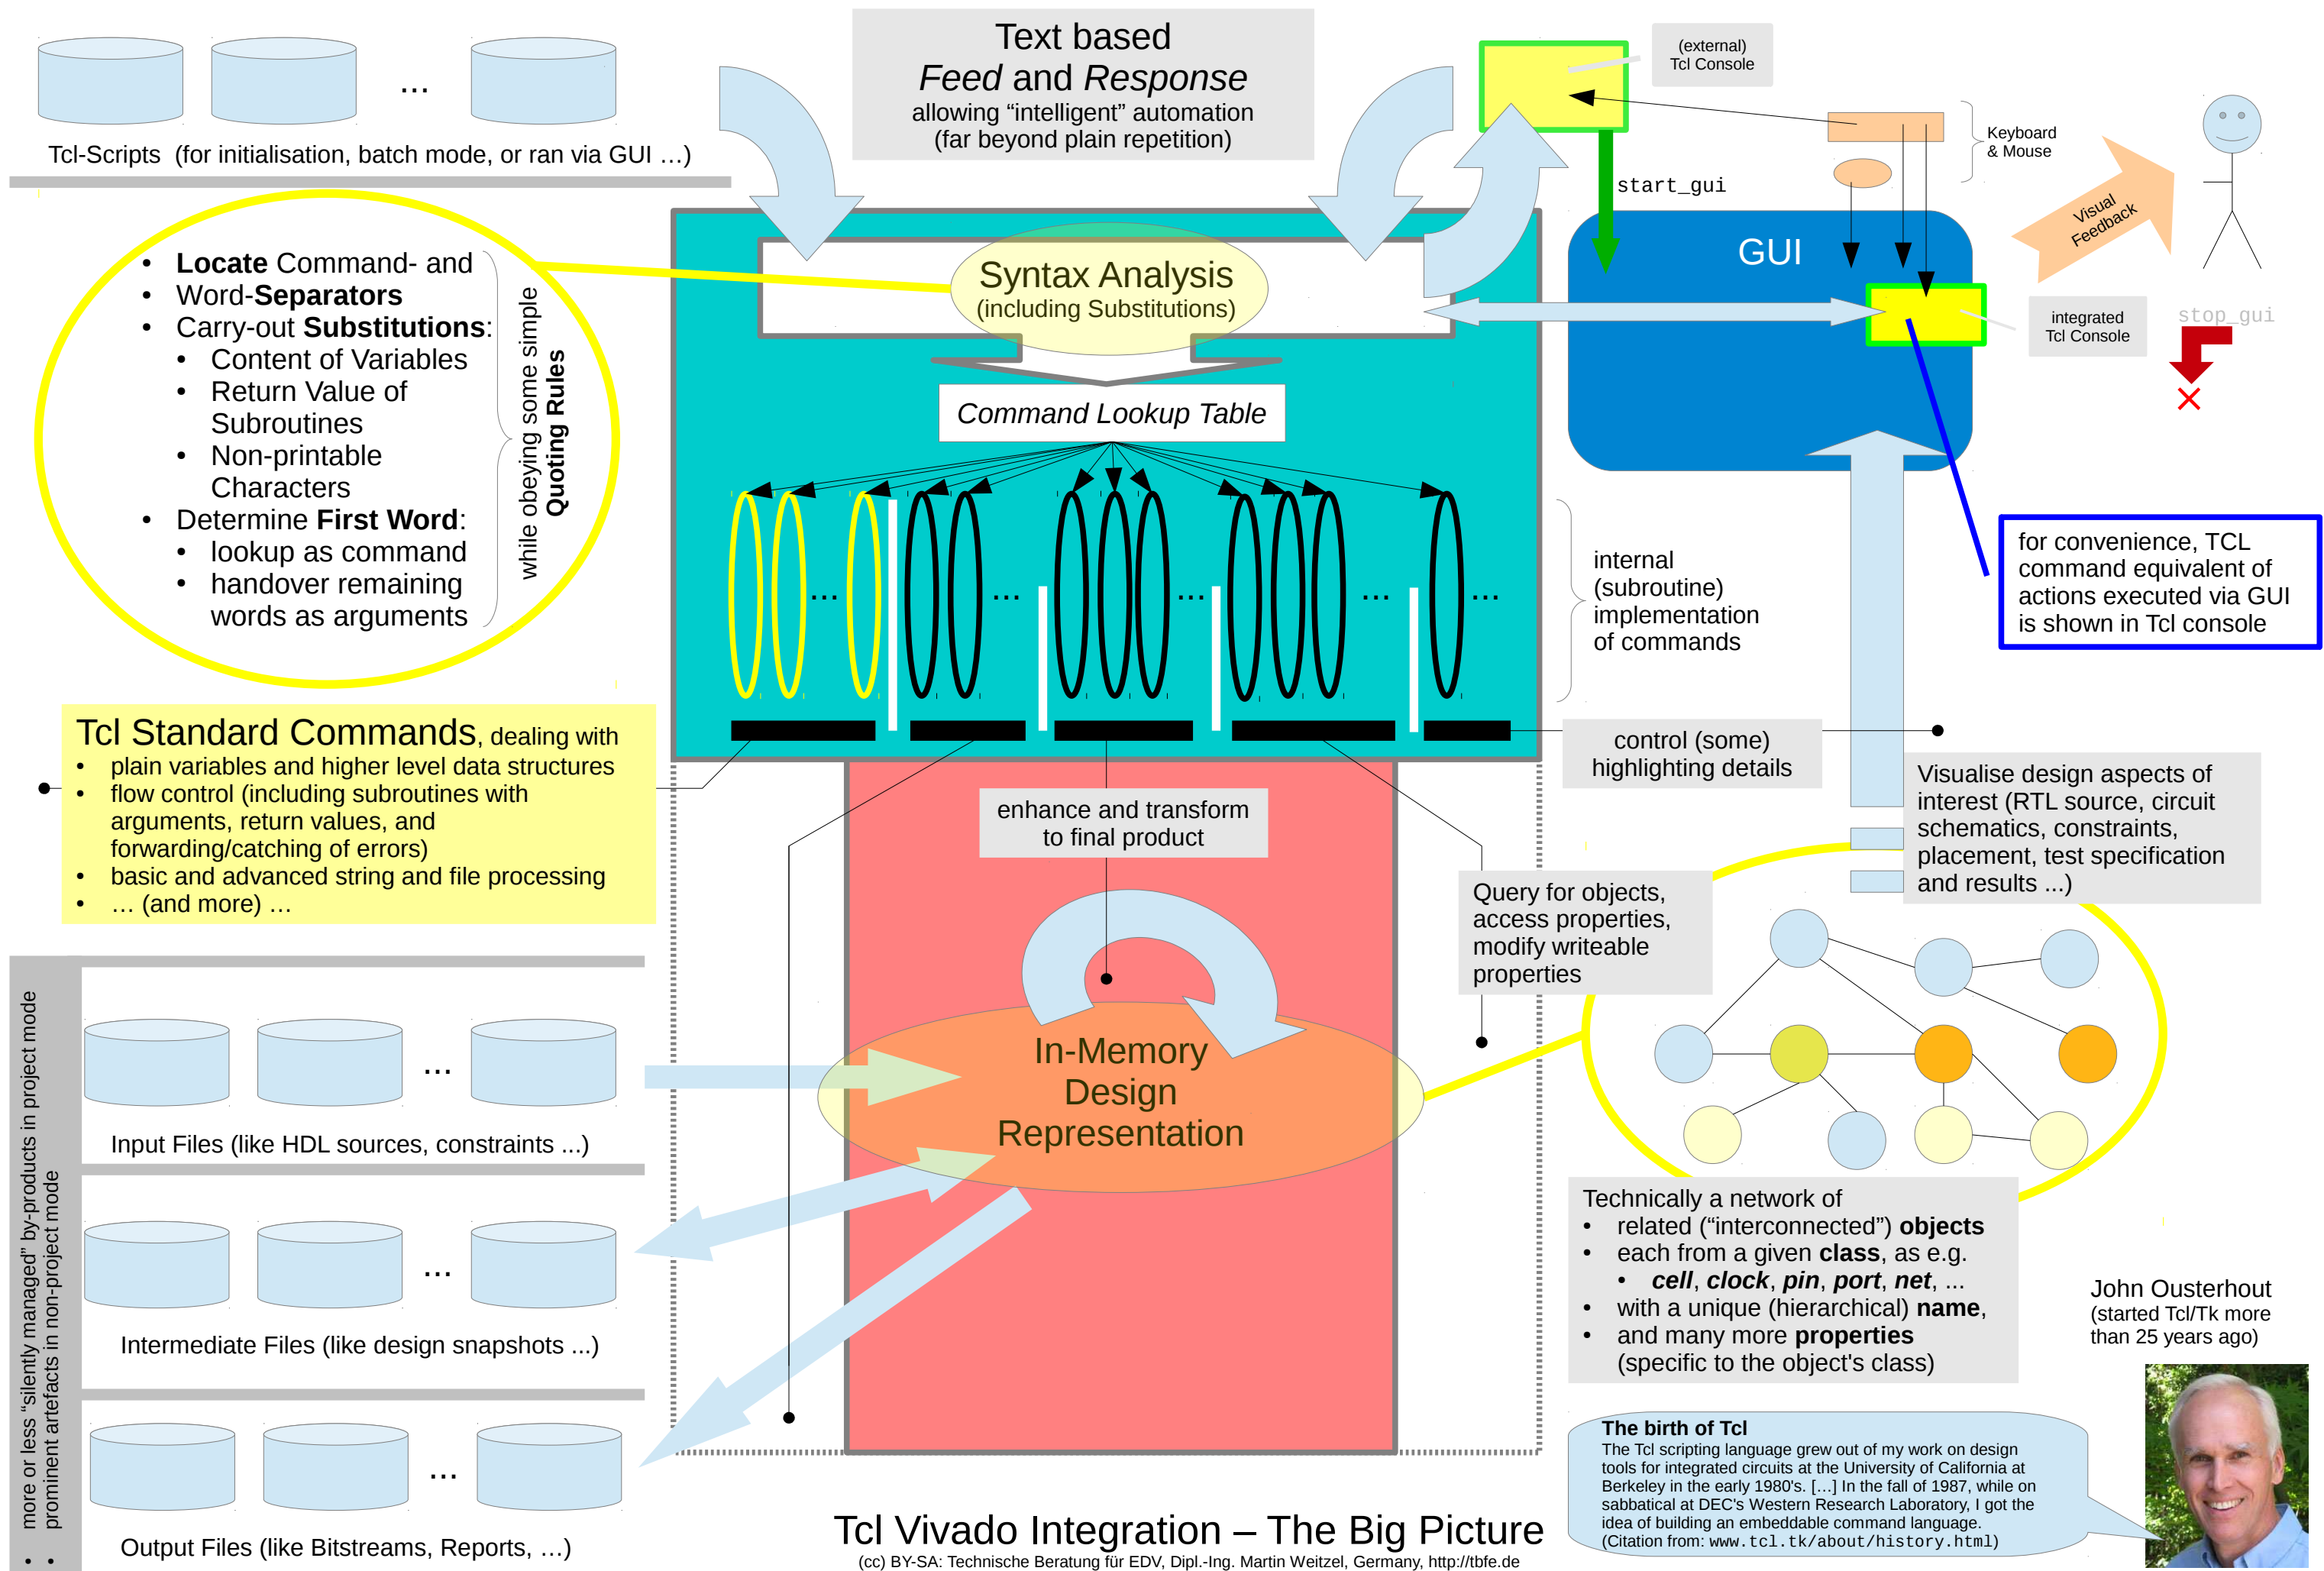 Text based
Feed and Response
allowing “intelligent” automation
(far beyond plain repetition)
(external)
Tcl Console
Keyboard
& Mouse
Visual
Feedback
Tcl-Scripts (for initialisation, batch mode, or ran via GUI …)
...
start_gui
GUI
stop_gui
integrated
Tcl Console
Syntax Analysis
(including Substitutions)
Command Lookup Table
• Locate Command- and
• Word-Separators
• Carry-out Substitutions:
• Content of Variables
• Return Value of
Subroutines
• Non-printable
Characters
• Determine First Word:
• lookup as command
• handover remaining
words as arguments
while obeying some simple
Quoting Rules
...
...
...
...
...
internal
(subroutine)
implementation
of commands
for convenience, TCL
command equivalent of
actions executed via GUI
is shown in Tcl console
Tcl Standard Commands, dealing with
• plain variables and higher level data structures
• flow control (including subroutines with
arguments, return values, and
forwarding/catching of errors)
• basic and advanced string and file processing
• … (and more) …
control (some)
highlighting details
enhance and transform
to final product
Visualise design aspects of
interest (RTL source, circuit
schematics, constraints,
placement, test specification
and results ...)
Query for objects,
access properties,
modify writeable
properties
• more or less “silently managed” by-products in project mode
• prominent artefacts in non-project mode
...
Input Files (like HDL sources, constraints ...)
...
Intermediate Files (like design snapshots ...)
...
Output Files (like Bitstreams, Reports, …)
In-Memory
Design
Representation
Technically a network of
• related (“interconnected”) objects
• each from a given class, as e.g.
• cell, clock, pin, port, net, ...
• with a unique (hierarchical) name,
• and many more properties
(specific to the object's class)
John Ousterhout
(started Tcl/Tk more
than 25 years ago)
The birth of Tcl
The Tcl scripting language grew out of my work on design
tools for integrated circuits at the University of California at
Berkeley in the early 1980's. […] In the fall of 1987, while on
sabbatical at DEC's Western Research Laboratory, I got the
idea of building an embeddable command language.
(Citation from: www.tcl.tk/about/history.html)
Tcl Vivado Integration – The Big Picture
(cc) BY-SA: Technische Beratung für EDV, Dipl.-Ing. Martin Weitzel, Germany, http://tbfe.de